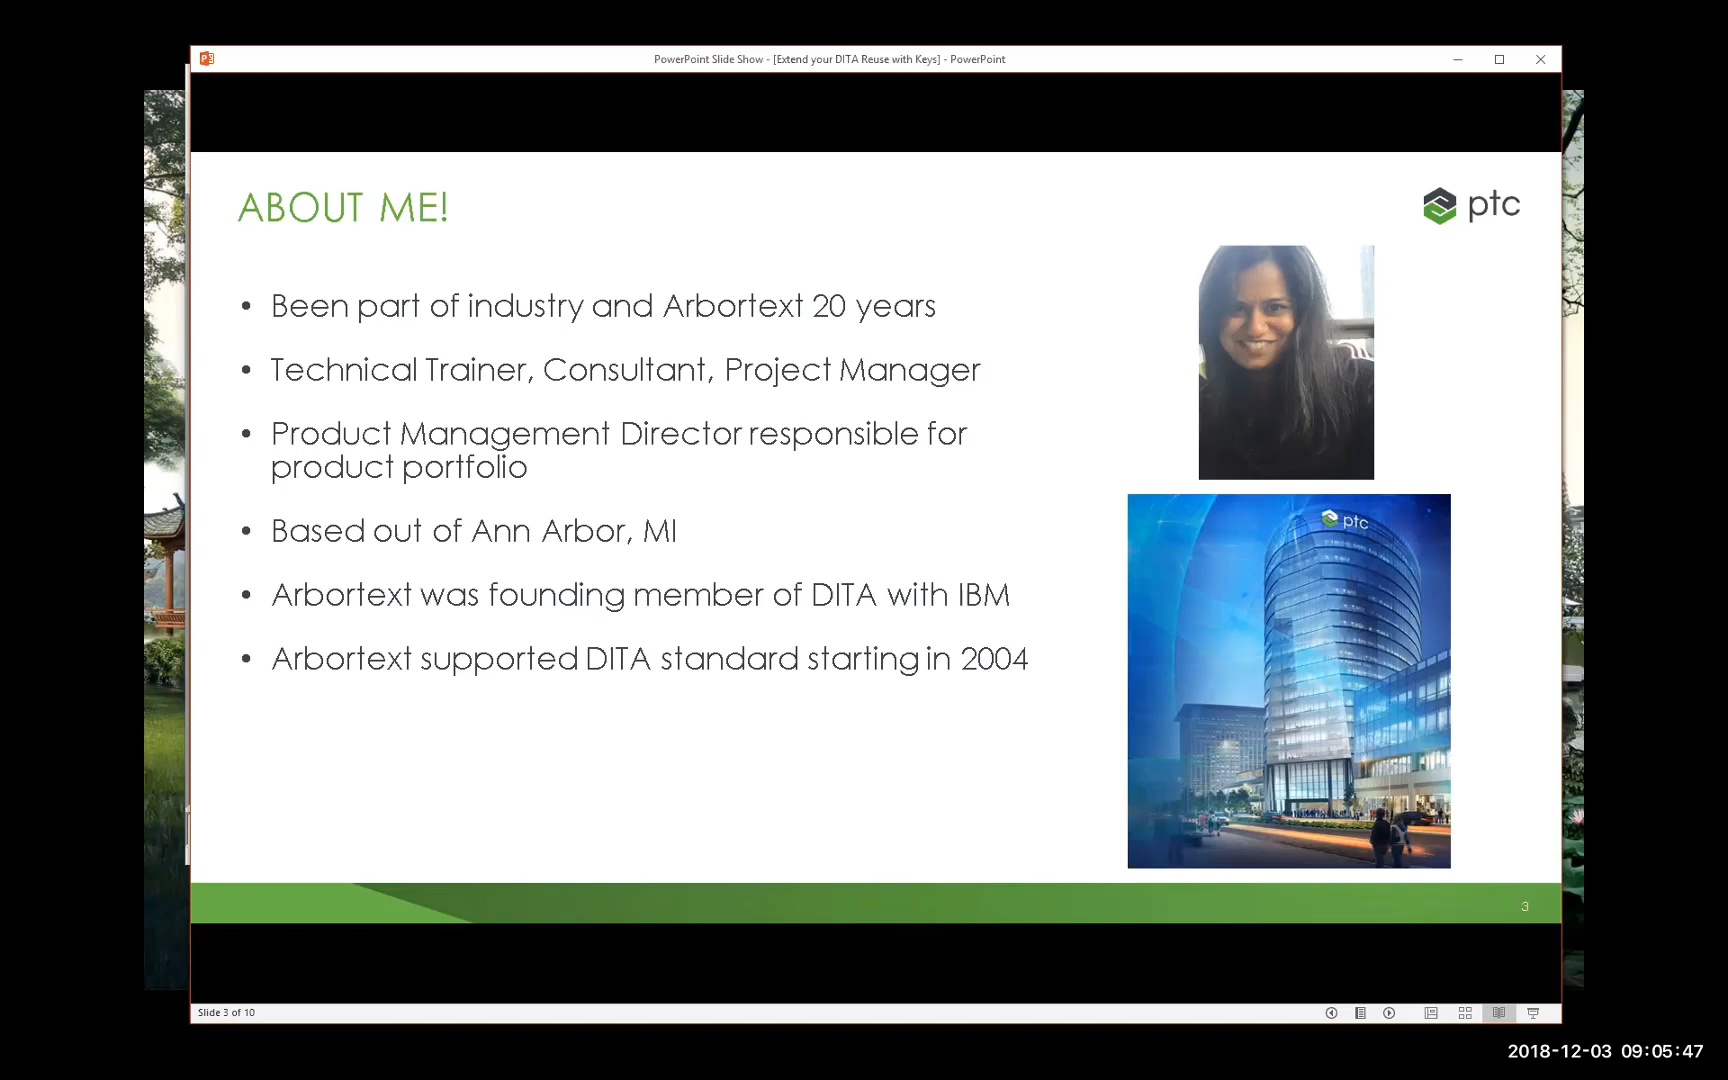 PowerPoint Slide Show - [Extend your DITA Reuse with Keys] - PowerPoint
ABOUT ME!
ptc
• Been part of industry and Arbortext 20 years
• Technical Trainer, Consultant, Project Manager
• Product Management Director responsible for
product portfolio
• Based out of Ann Arbor, MI
• Arbortext was founding member of DITA with IBM
• Arbortext supported DITA standard starting in 2004
ptc
3
Slide 3 of 10
2018-12-03 09:05:47